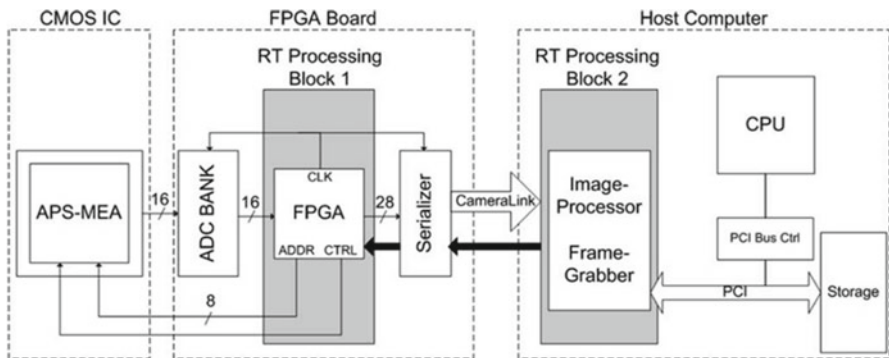 CMOS IC
FPGA Board
Host Computer
RT Processing
Block 1
RT Processing
Block 2
APS-MEA
16
ADC BANK
16
CLK
FPGA
ADDR CTRL
28
Serializer
CameraLink
Image-
Processor
Frame-
Grabber
CPU
PCI Bus Ctrl
PCI
Storage
8